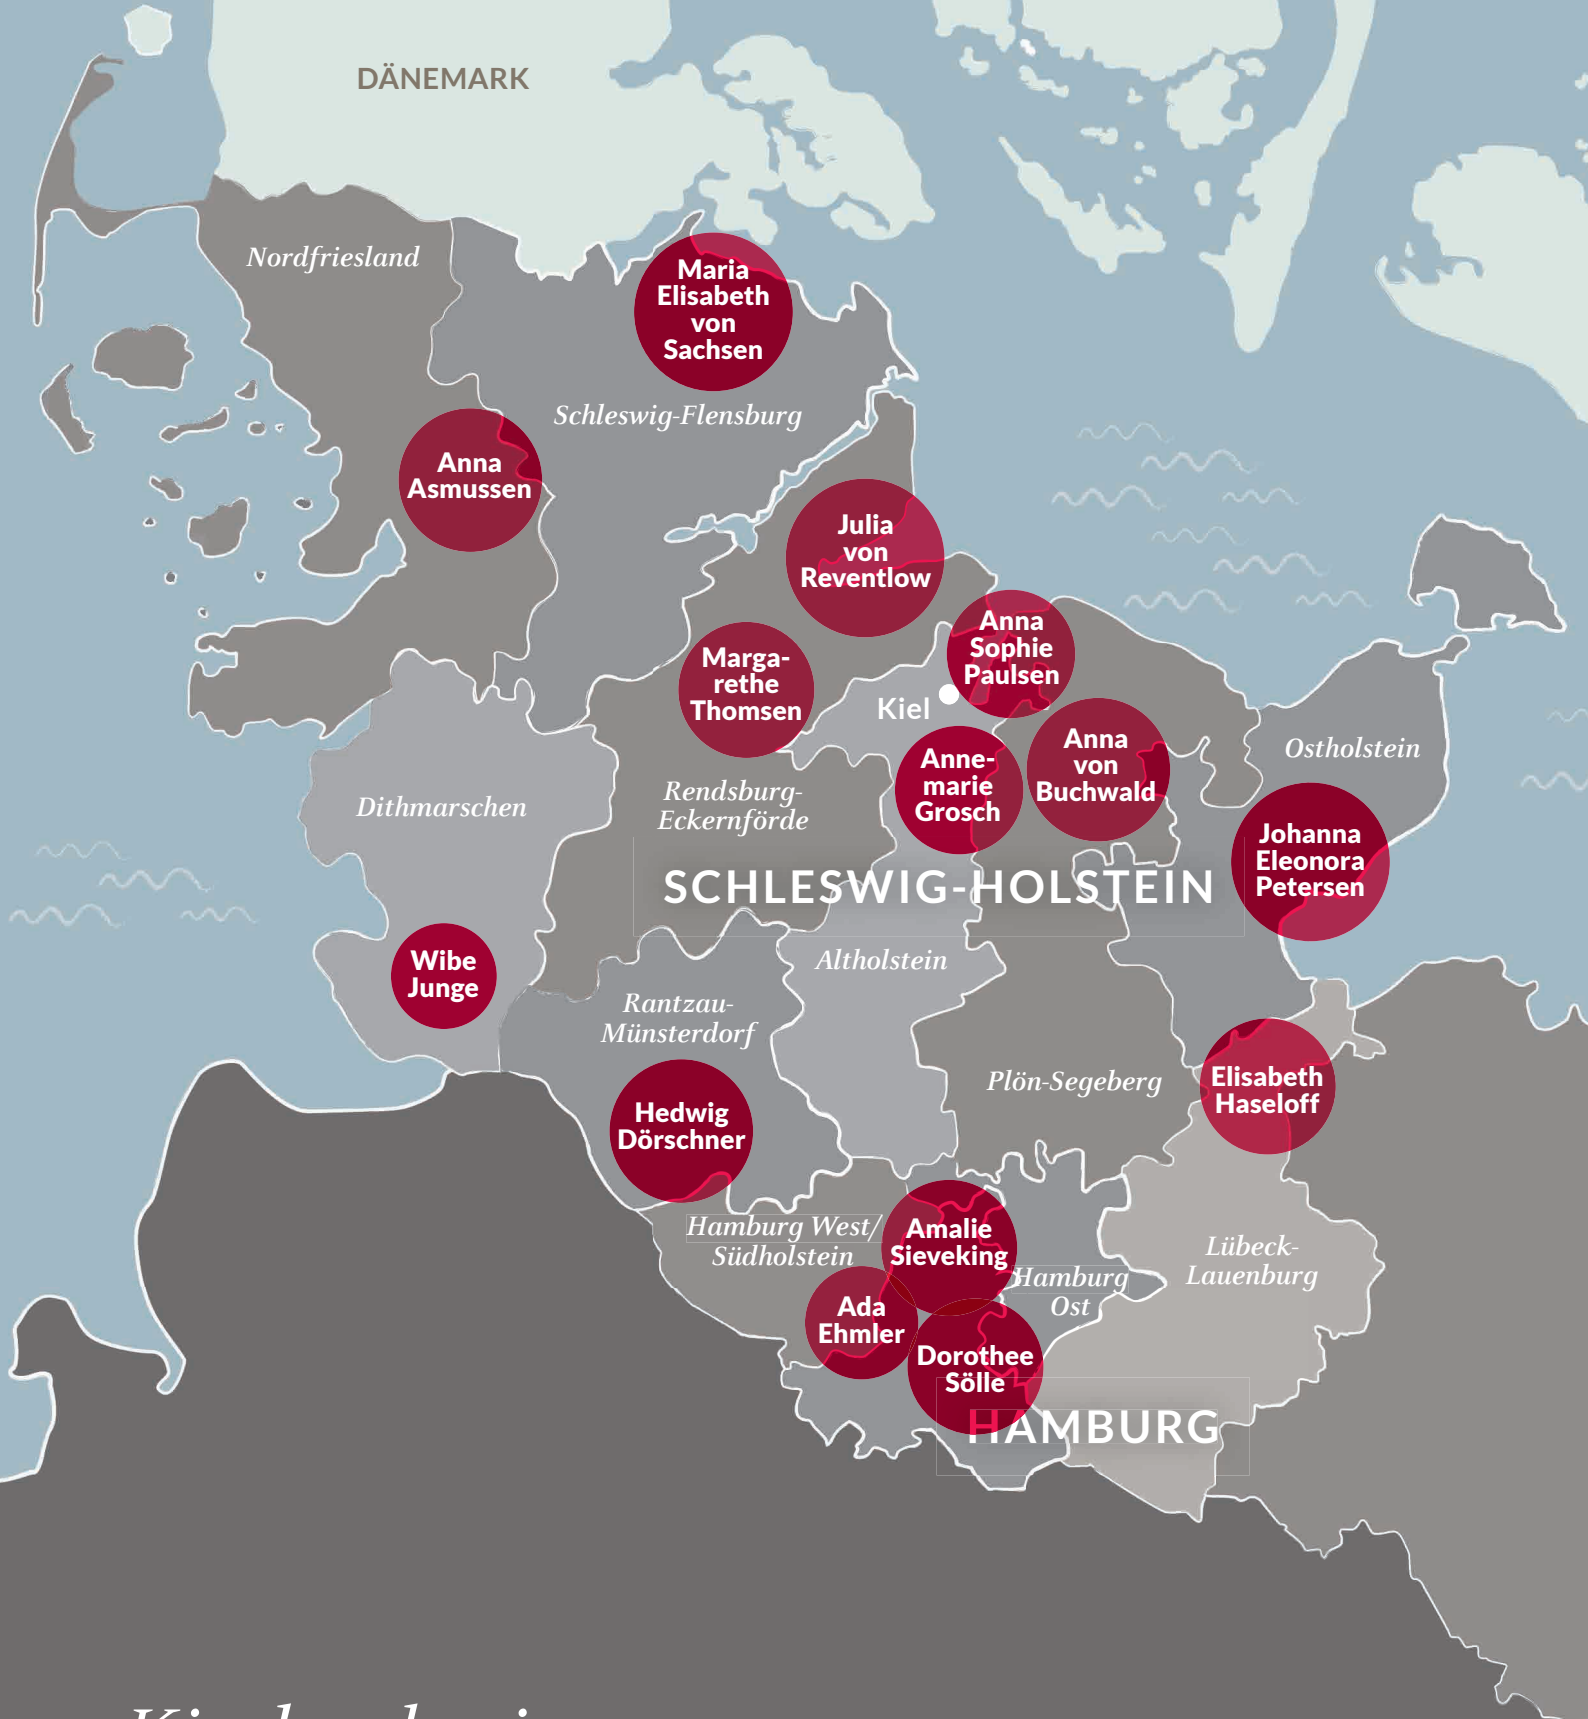 DÄNEMARK
Nordfriesland
Maria
Elisabeth
von
Sachsen
Schleswig-Flensburg
Anna
Asmussen
Julia
von
Reventlow
Anna
Sophie
Paulsen
Marga-
rethe
Thomsen
Kiel
Anna
von
Buchwald
Ostholstein
Anne-
marie
Grosch
Rendsburg-
Eckernförde
Dithmarschen
Johanna
Eleonora
Petersen
SCHLESWIG-HOLSTEIN
Altholstein
Wibe
Junge
Rantzau-
Münsterdorf
Plön-Segeberg
Elisabeth
Haseloff
Hedwig
Dörschner
Hamburg West/
Südholstein
Amalie
Sieveking
Lübeck-
Lauenburg
Hamburg
Ost
Ada
Ehmler
Dorothee
Sölle
HAMBURG